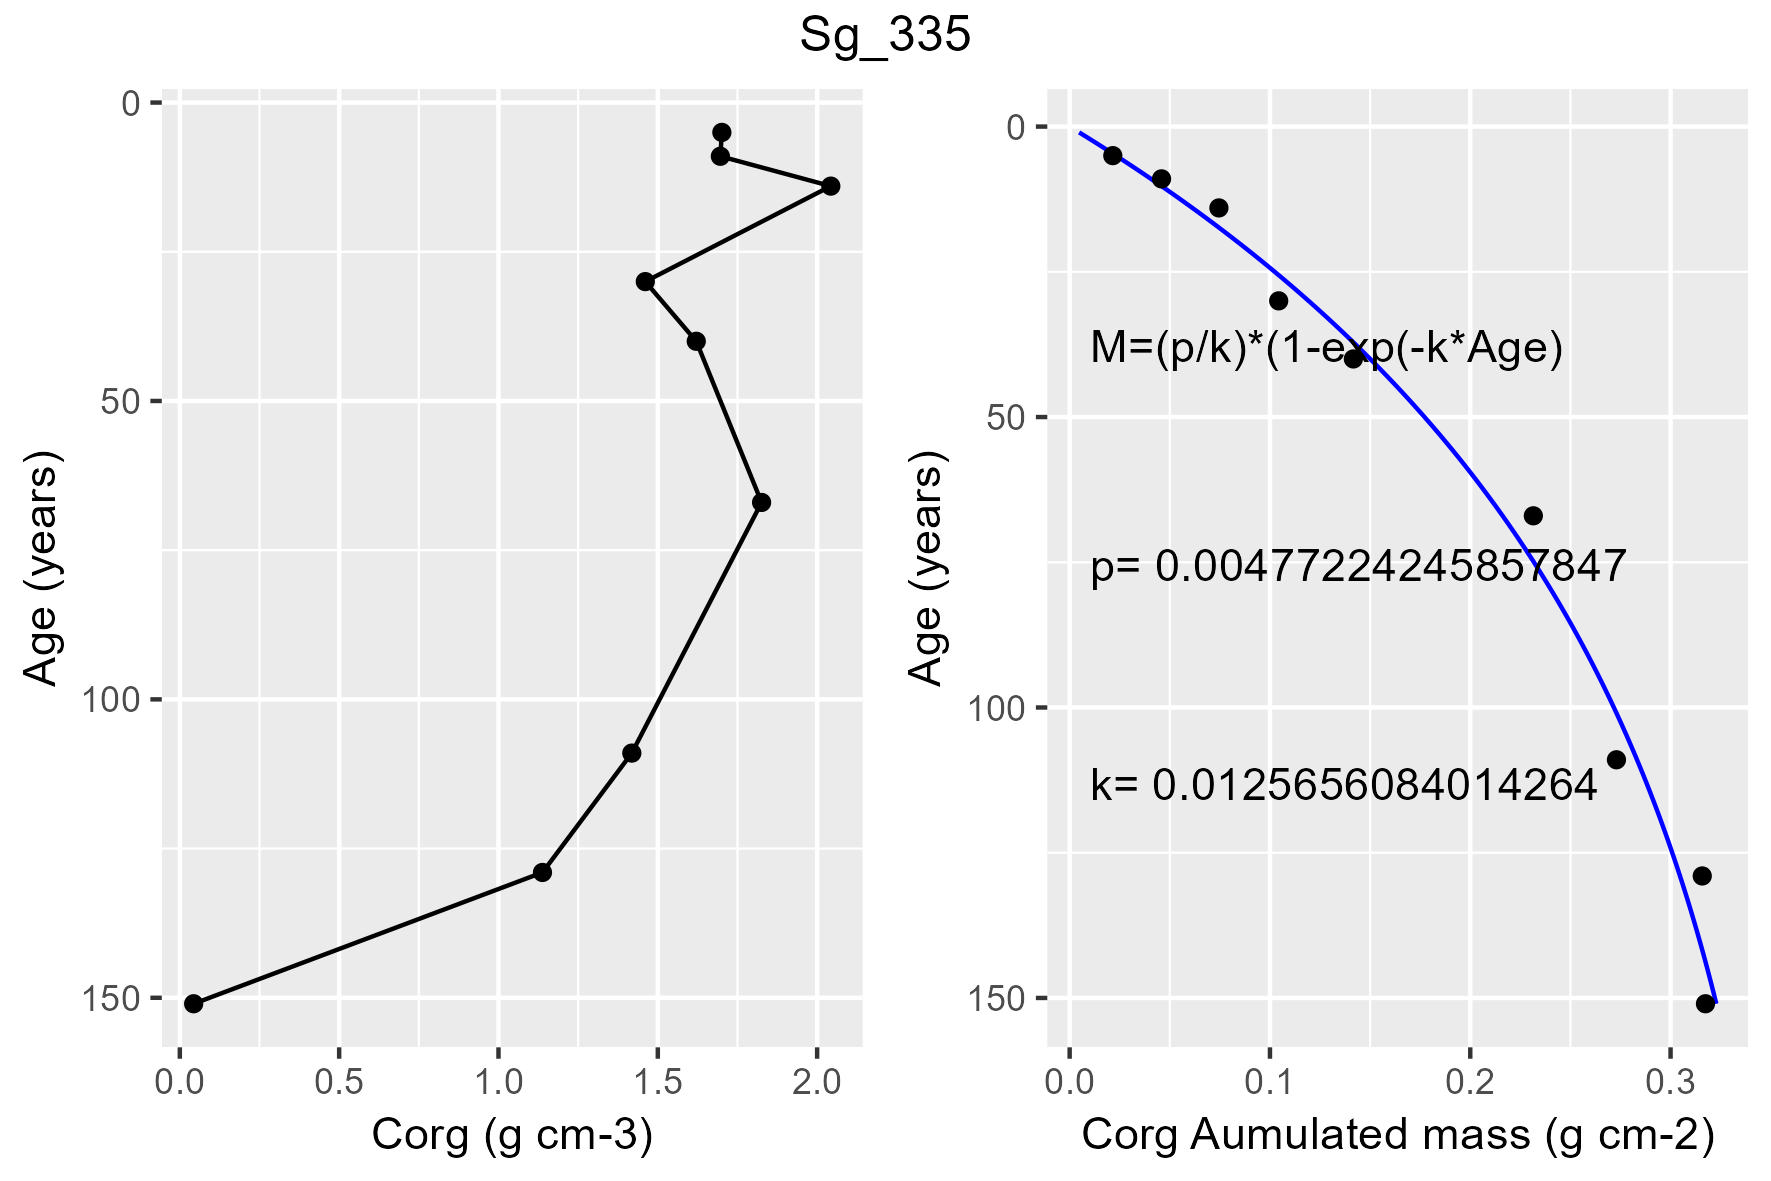 Sg_335
0
50
100
150
Age (years)
0.0 0.5 1.0 1.5 2.0
Corg (g cm-3)
0
50
100
150
Age (years)
M=(p/k)*(1-exp(-k*Age)
p= 0.00477224245857847
k= 0.0125656084014264
0.0 0.1 0.2 0.3
Corg Aumulated mass (g cm-2)